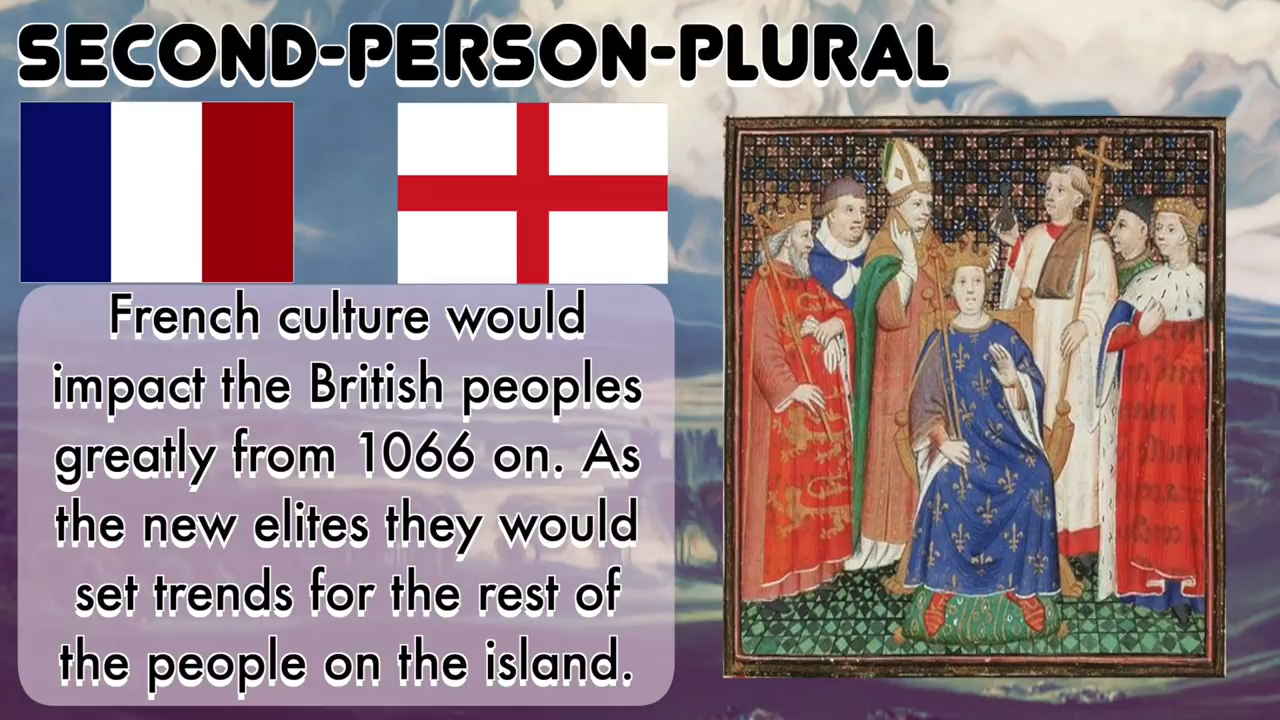 SECOND-PERSON-PLURAL
French culture would
impact the British peoples
greatly from 1066 on. As
the new elites they would
set trends for the rest of
the people on the island.